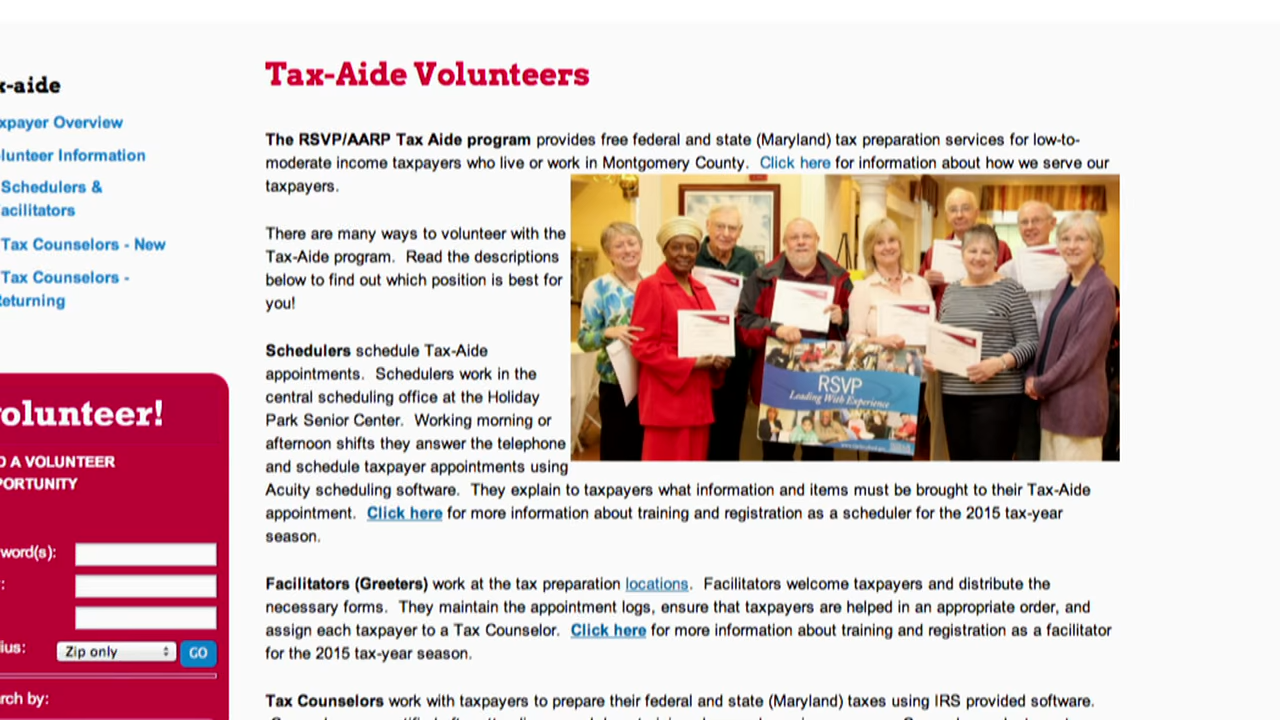 Tax-Aide Volunteers
x-aide
xpayer Overview
lunteer Information
Schedulers &
acilitators
Tax Counselors - New
Tax Counselors -
Returning
The RSVP/AARP Tax Aide program provides free federal and state (Maryland) tax preparation services for low-to-
moderate income taxpayers who live or work in Montgomery County. Click here for information about how we serve our
taxpayers.
There are many ways to volunteer with the
Tax-Aide program. Read the descriptions
below to find out which position is best for
you!
Schedulers schedule Tax-Aide
appointments. Schedulers work in the
central scheduling office at the Holiday
Park Senior Center. Working morning or
afternoon shifts they answer the telephone
and schedule taxpayer appointments using
Acuity scheduling software. They explain to taxpayers what information and items must be brought to their Tax-Aide
appointment. Click here for more information about training and registration as a scheduler for the 2015 tax-year
season.
RSVP
Leading With Experience
Facilitators (Greeters) work at the tax preparation locations. Facilitators welcome taxpayers and distribute the
necessary forms. They maintain the appointment logs, ensure that taxpayers are helped in an appropriate order, and
assign each taxpayer to a Tax Counselor. Click here for more information about training and registration as a facilitator
for the 2015 tax-year season.
Tax Counselors work with taxpayers to prepare their federal and state (Maryland) taxes using IRS provided software.
volunteer!
D A VOLUNTEER
PORTUNITY
word(s):
:
ius:
Zip only
GO
rch by: